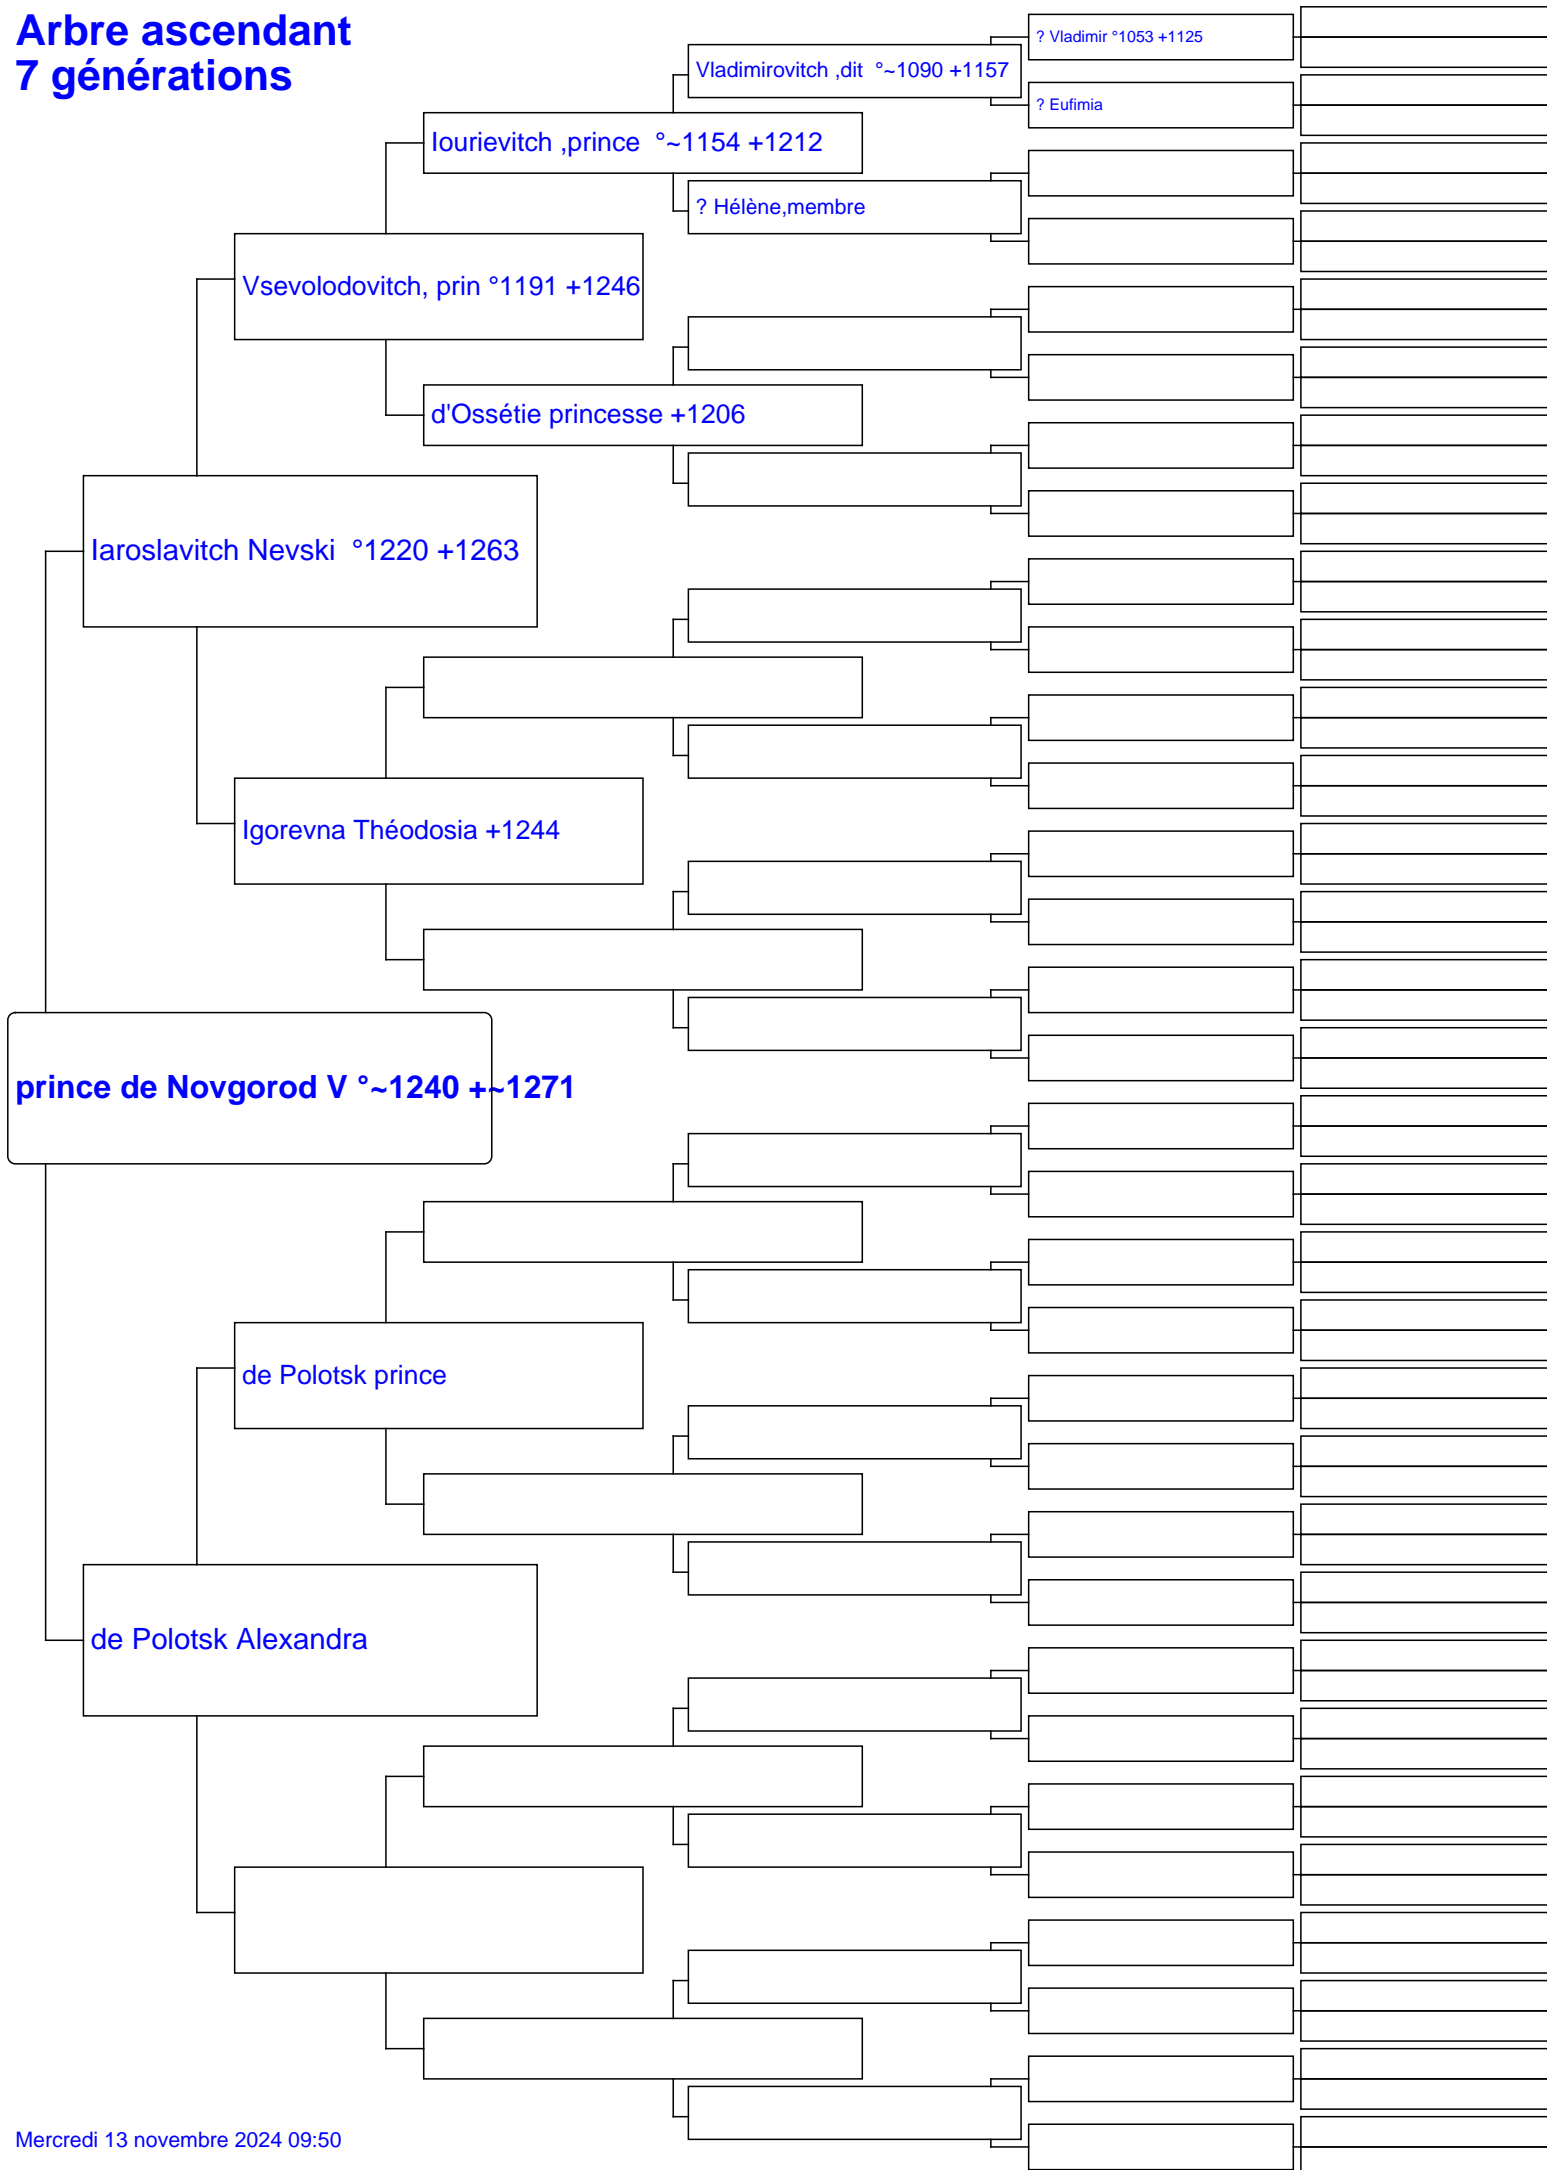 Arbre ascendant
7 générations
? Vladimir °1053 +1125
Vladimirovitch ,dit  °~1090 +1157
? Eufimia
Iourievitch ,prince  °~1154 +1212
? Hélène,membre
Vsevolodovitch, prin °1191 +1246
d'Ossétie princesse +1206
Iaroslavitch Nevski  °1220 +1263
Igorevna Théodosia +1244
prince de Novgorod V °~1240 +~1271
de Polotsk prince
de Polotsk Alexandra
Mercredi 13 novembre 2024 09:50